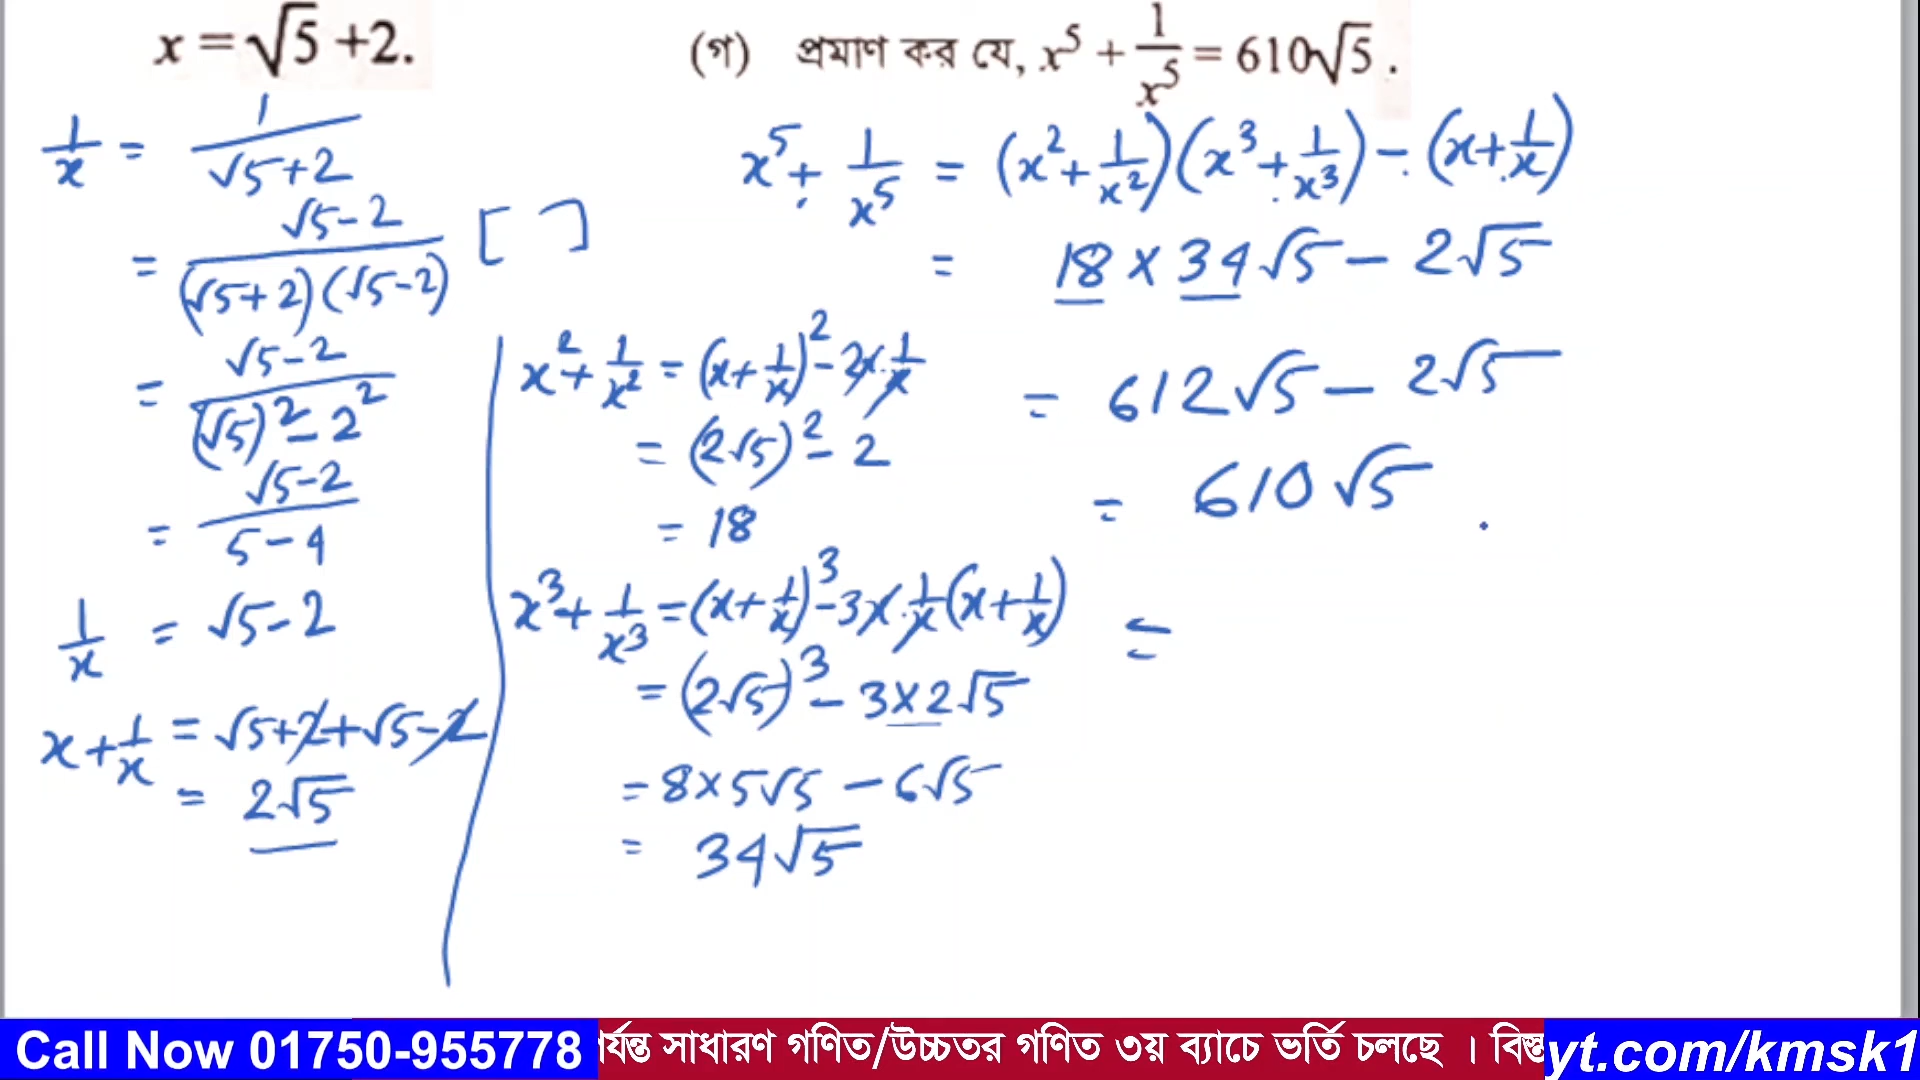 x = √5 + 2.
(গ) প্রমাণ কর যে, x⁵ + 1/x⁵ = 610√5 .
1/x = 1/(√5+2)
= (√5-2)/((√5+2)(√5-2)) [ ]
= (√5-2)/((√5)² - 2²)
= (√5-2)/(5-4)
1/x = √5-2
x + 1/x = √5+2+√5-2
= 2√5
x² + 1/x² = (x + 1/x)² - 2x·1/x
= (2√5)² - 2
= 18
x³ + 1/x³ = (x + 1/x)³ - 3x·1/x(x + 1/x)
= (2√5)³ - 3×2√5
= 8×5√5 - 6√5
= 34√5
x⁵ + 1/x⁵ = (x² + 1/x²)(x³ + 1/x³) - (x + 1/x)
= 18 × 34√5 - 2√5
= 612√5 - 2√5
= 610√5
=
Call Now 01750-955778 র্যন্ত সাধারণ গণিত/উচ্চতর গণিত ৩য় ব্যাচে ভর্তি চলছে । বিস্ত yt.com/kmsk1